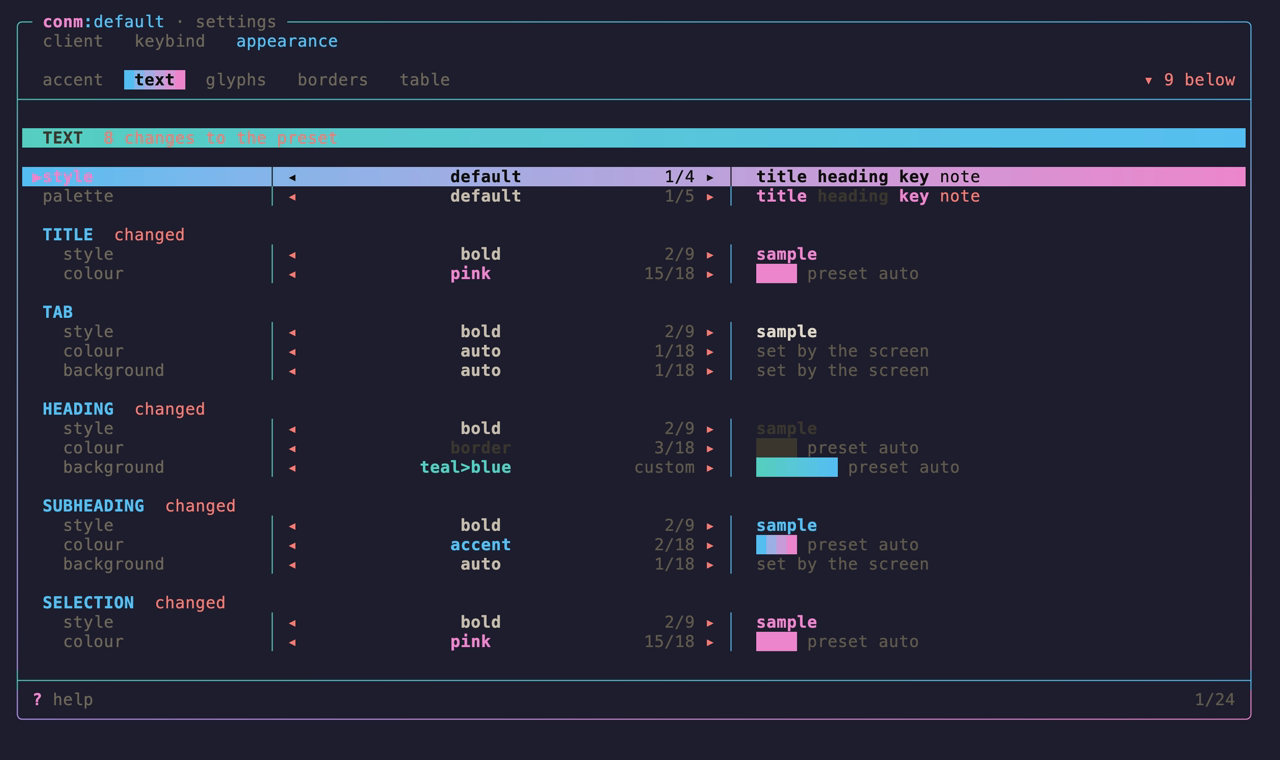 conm:default · settings
client keybind appearance
accent text glyphs borders table ▾ 9 below
TEXT 8 changes to the preset
▶style ◂ default 1/4 ▸ title heading key note
palette ◂ default 1/5 ▸ title heading key note
TITLE changed
style ◂ bold 2/9 ▸ sample
colour ◂ pink 15/18 ▸ preset auto
TAB
style ◂ bold 2/9 ▸ sample
colour ◂ auto 1/18 ▸ set by the screen
background ◂ auto 1/18 ▸ set by the screen
HEADING changed
style ◂ bold 2/9 ▸ sample
colour ◂ border 3/18 ▸ preset auto
background ◂ teal>blue custom ▸ preset auto
SUBHEADING changed
style ◂ bold 2/9 ▸ sample
colour ◂ accent 2/18 ▸ preset auto
background ◂ auto 1/18 ▸ set by the screen
SELECTION changed
style ◂ bold 2/9 ▸ sample
colour ◂ pink 15/18 ▸ preset auto
? help 1/24